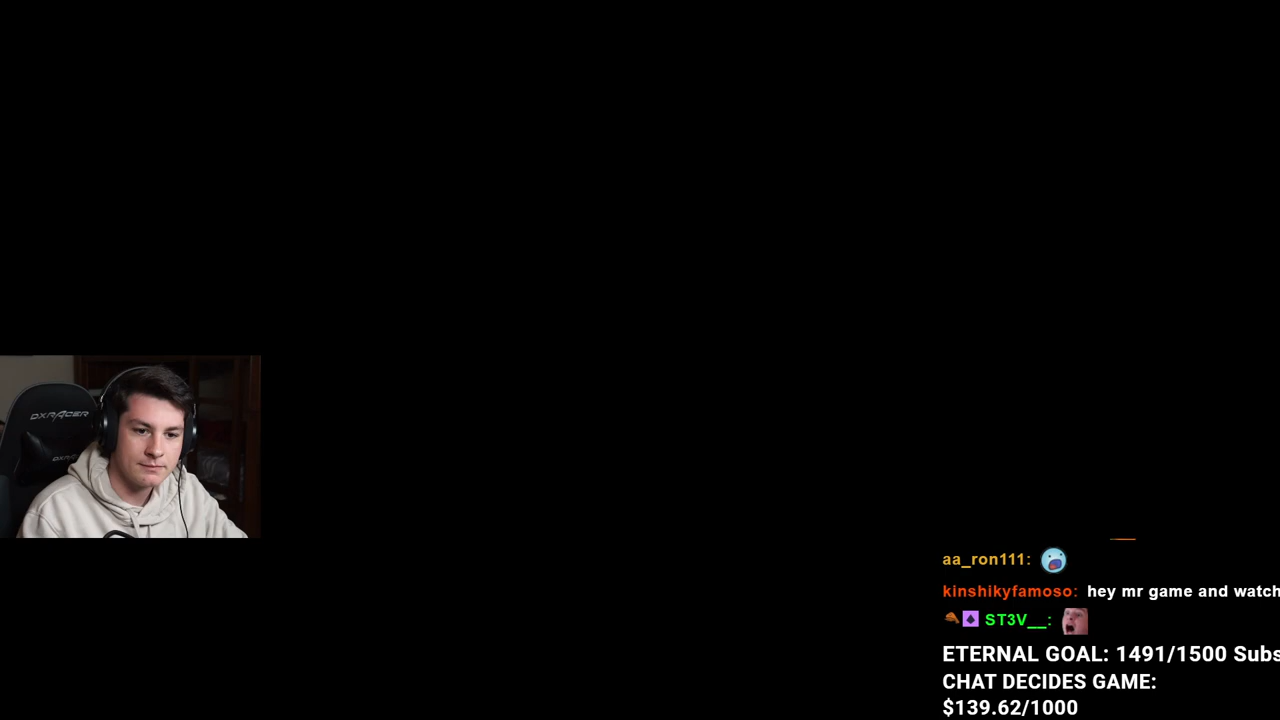 DXRACER
aa_ron111:
kinshikyfamoso: hey mr game and watch
ST3V__:
ETERNAL GOAL: 1491/1500 Subs
CHAT DECIDES GAME:
$139.62/1000